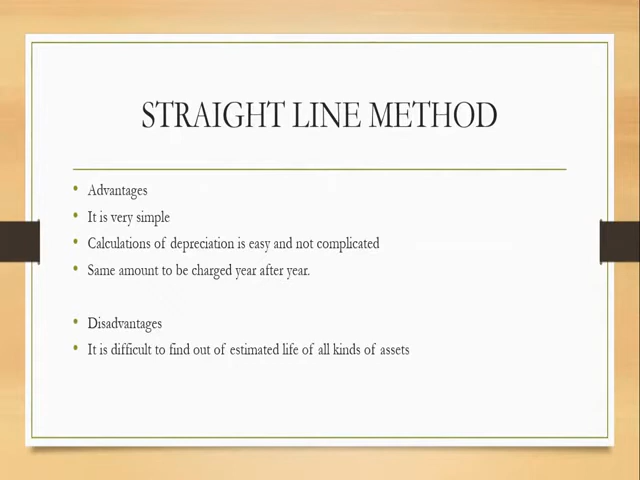 STRAIGHT LINE METHOD
• Advantages
• It is very simple
• Calculations of depreciation is easy and not complicated
• Same amount to be charged year after year.
• Disadvantages
• It is difficult to find out of estimated life of all kinds of assets